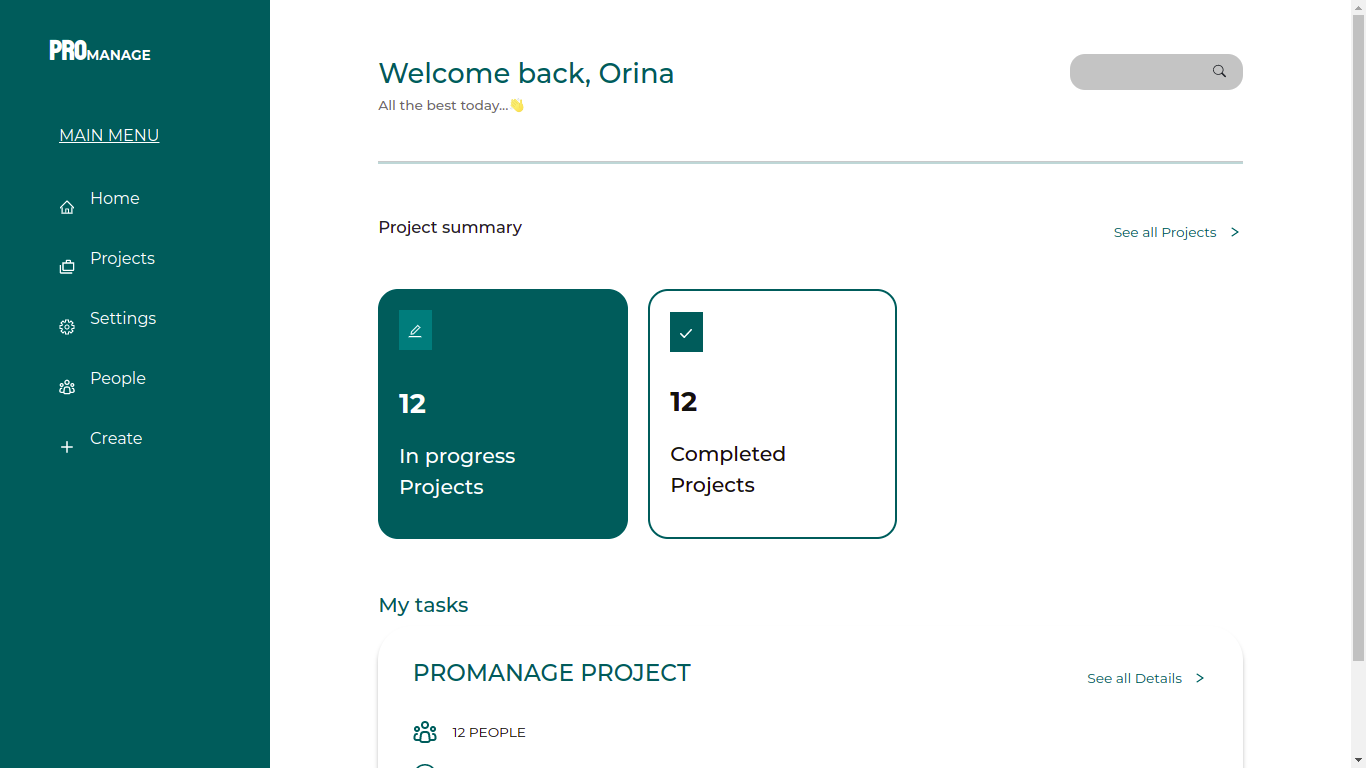 PROMANAGE
MAIN MENU
Home
Projects
Settings
People
Create
Welcome back, Orina
All the best today...👋
Project summary
See all Projects >
12
In progress
Projects
12
Completed
Projects
My tasks
PROMANAGE PROJECT
See all Details >
12 PEOPLE